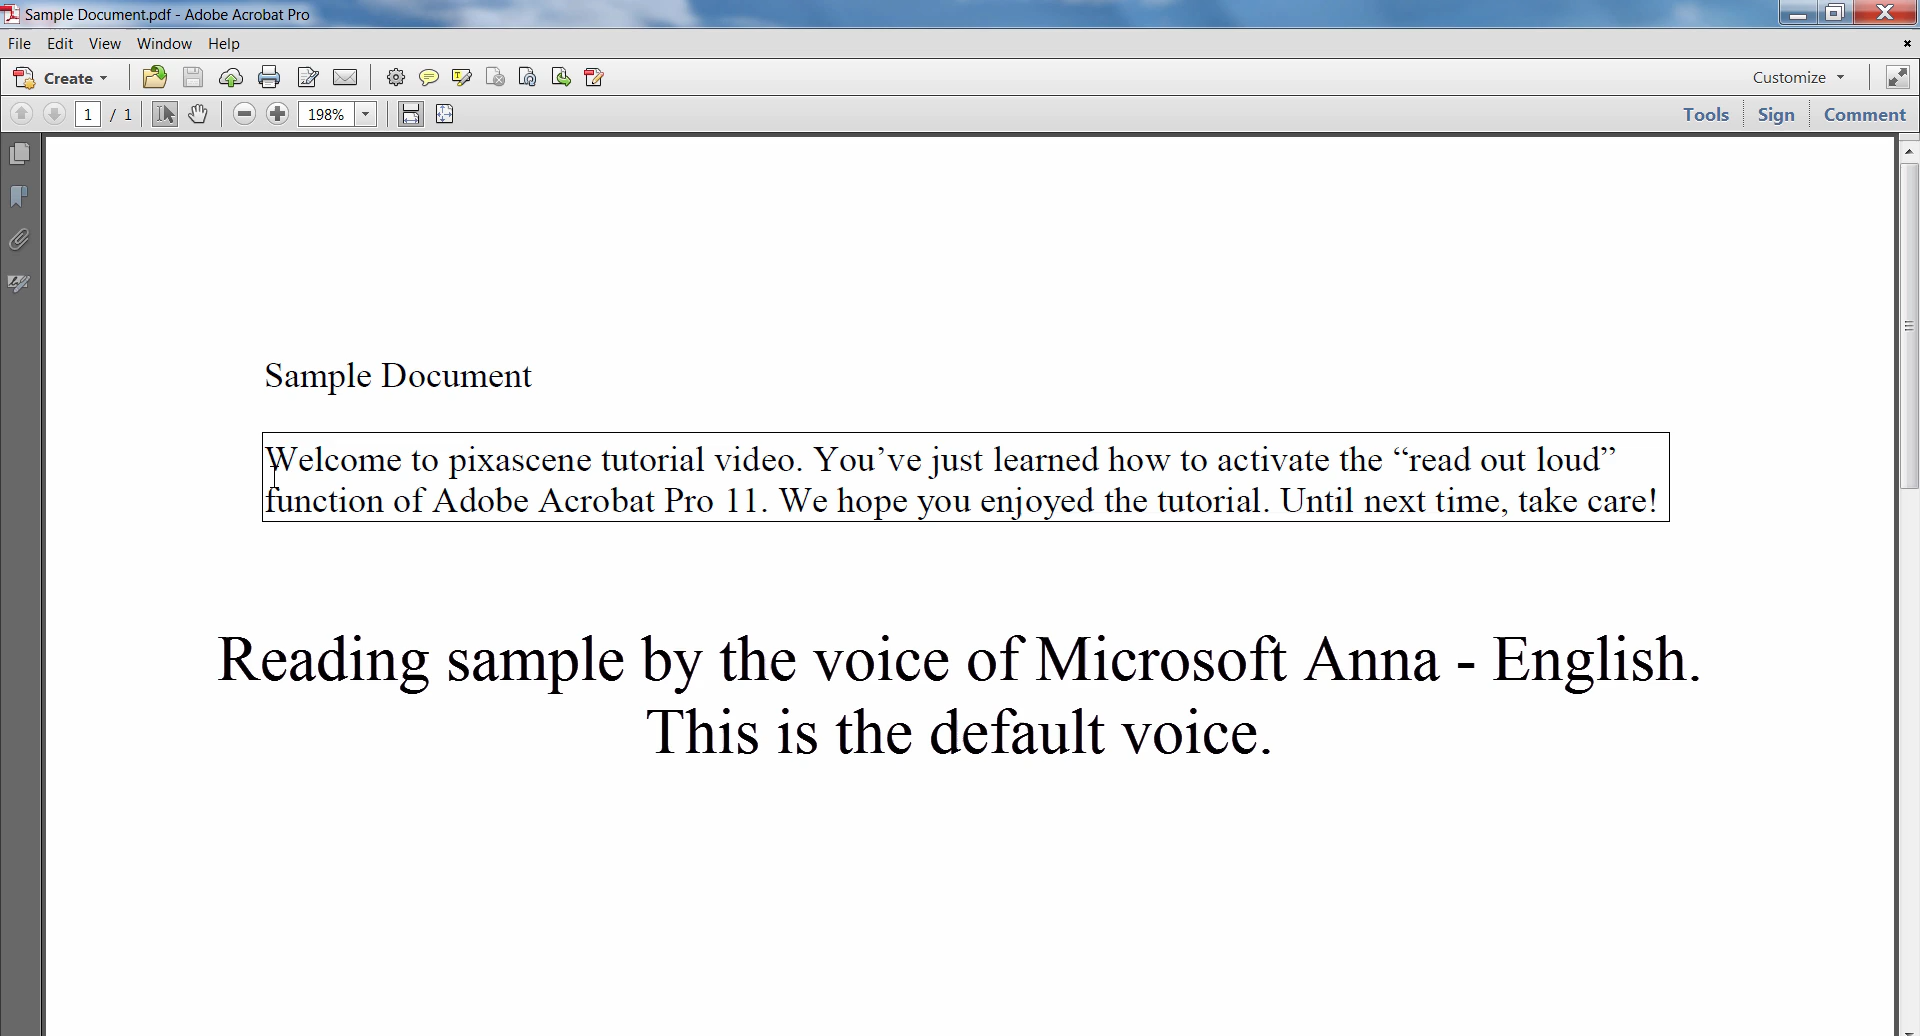 Sample Document.pdf - Adobe Acrobat Pro
File Edit View Window Help
Create Customize
1 / 1 198% Tools Sign Comment
Sample Document
Welcome to pixascene tutorial video. You’ve just learned how to activate the “read out loud”
function of Adobe Acrobat Pro 11. We hope you enjoyed the tutorial. Until next time, take care!
Reading sample by the voice of Microsoft Anna - English.
This is the default voice.